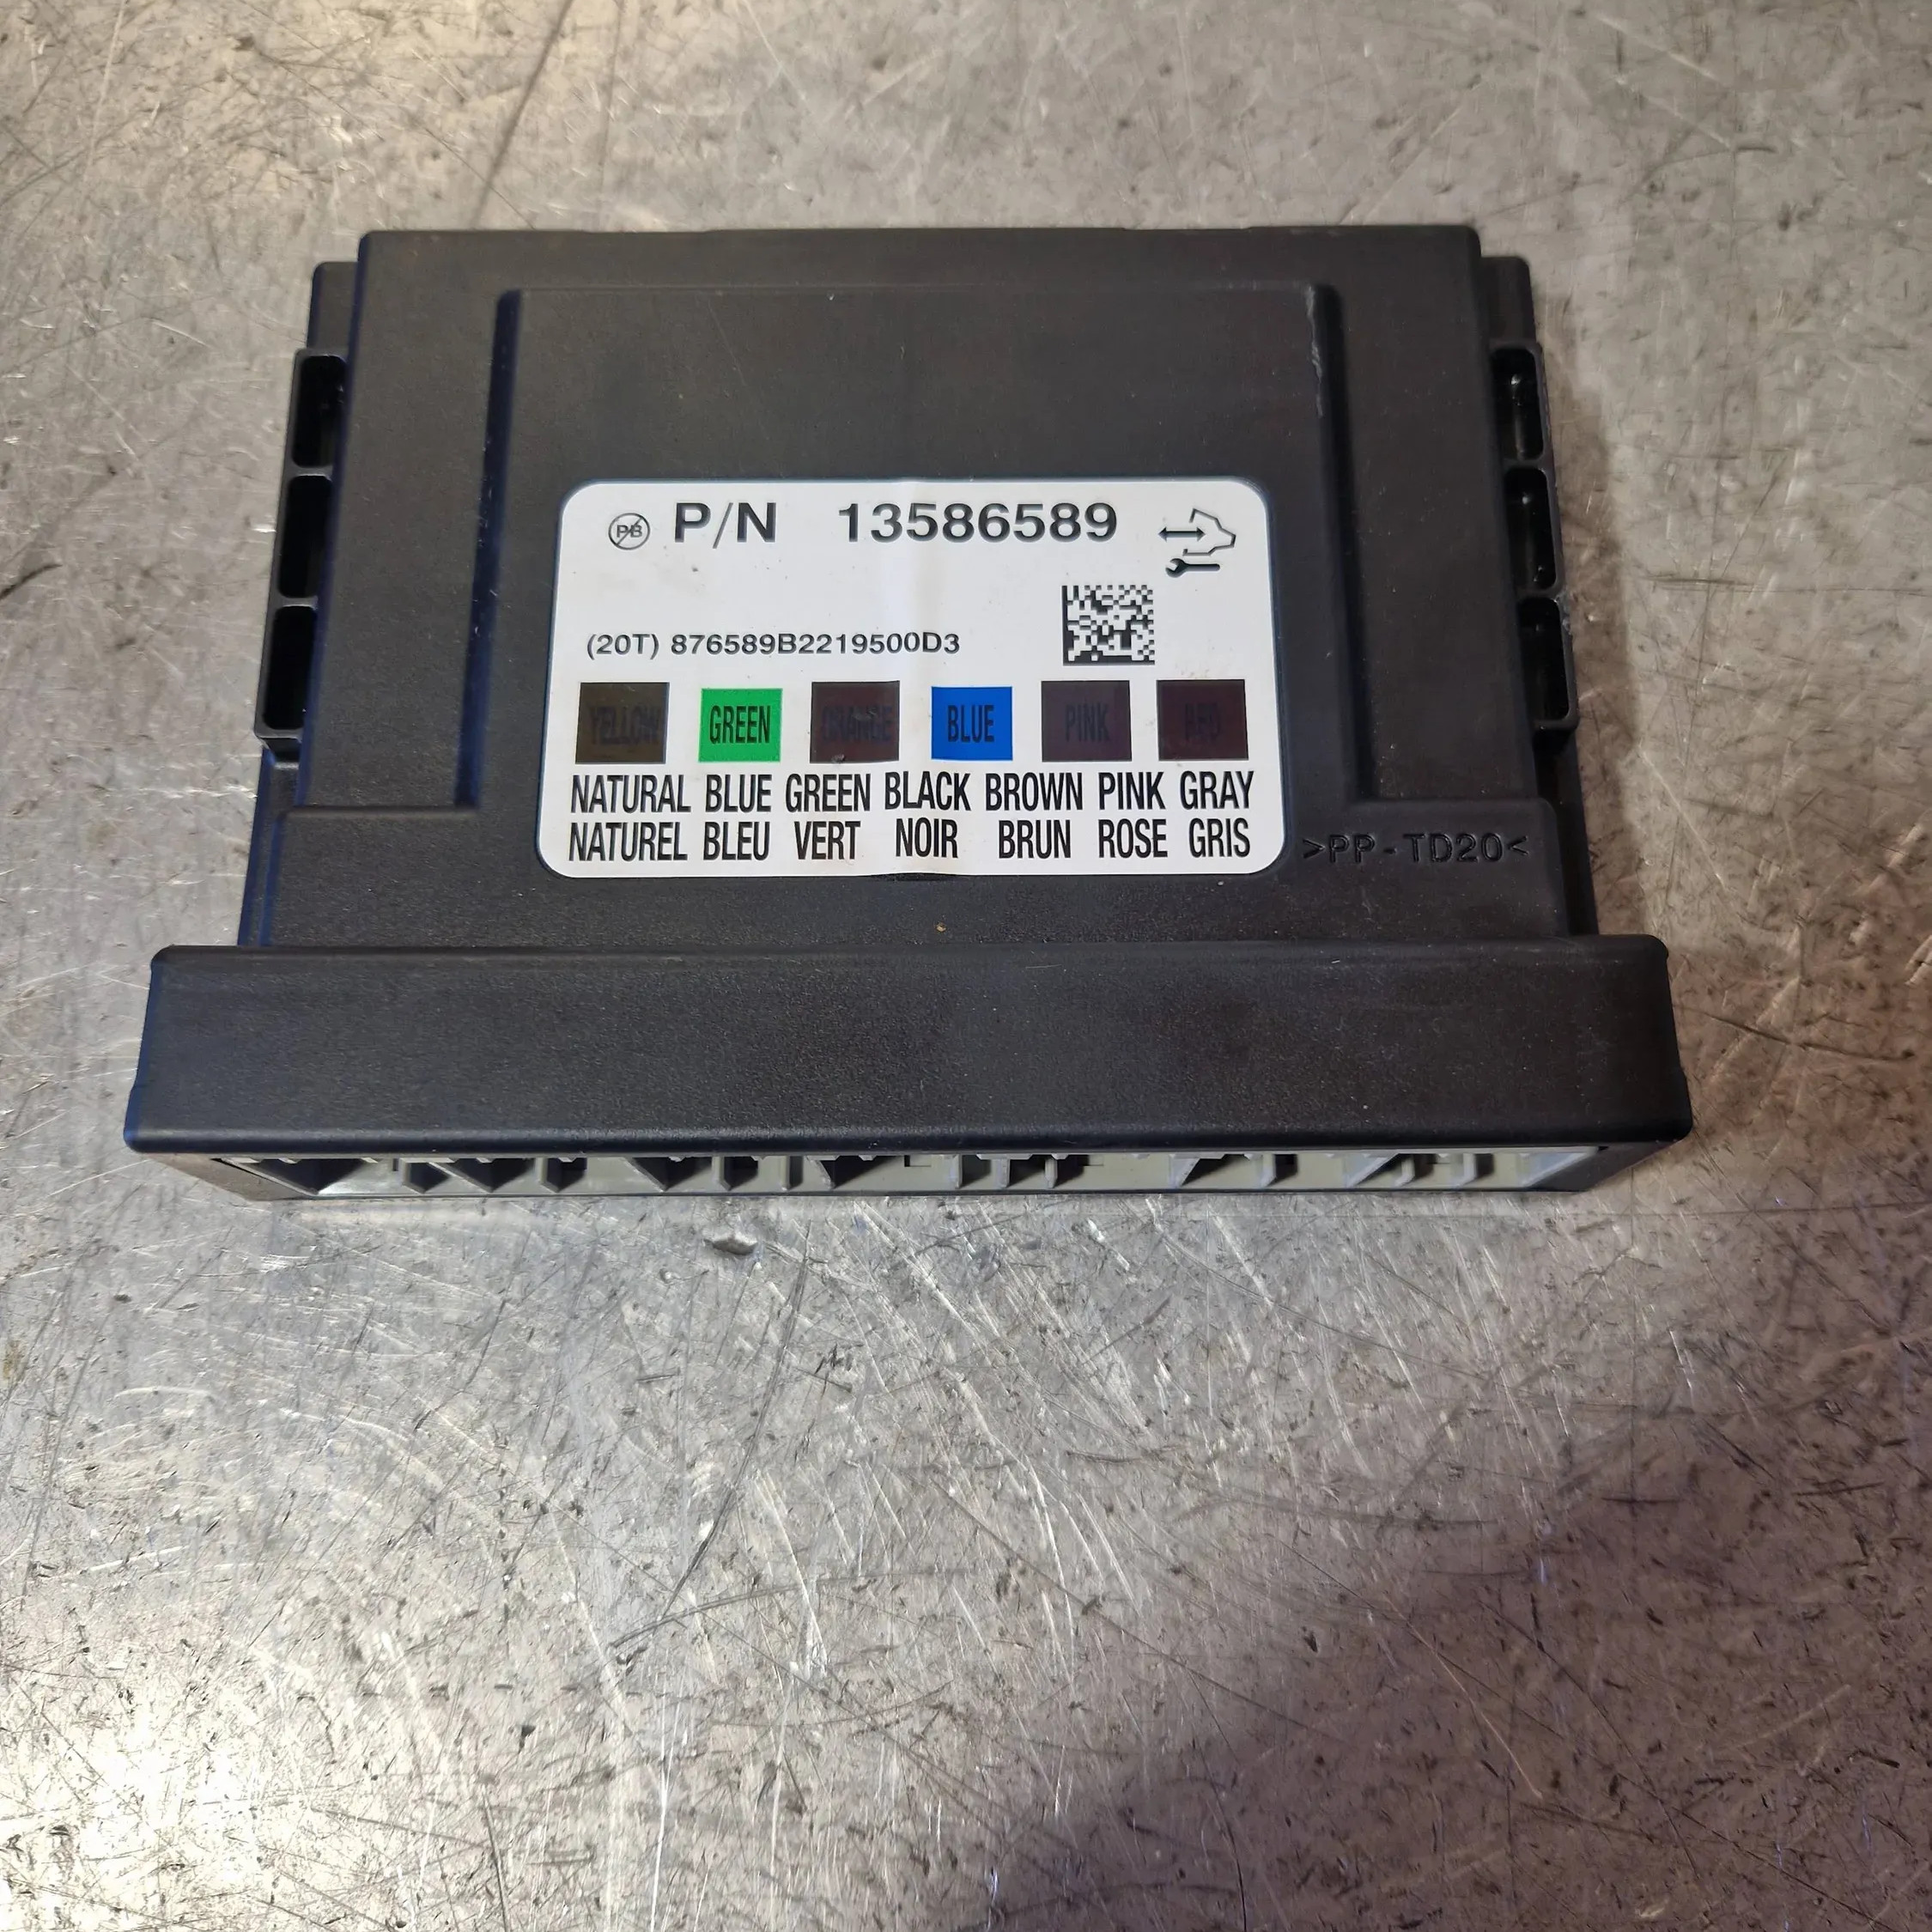 PB P/N 13586589
(20T) 876589B2219500D3
YELLOW GREEN ORANGE BLUE PINK RED
NATURAL BLUE GREEN BLACK BROWN PINK GRAY
NATUREL BLEU VERT NOIR BRUN ROSE GRIS
>PP-TD20<